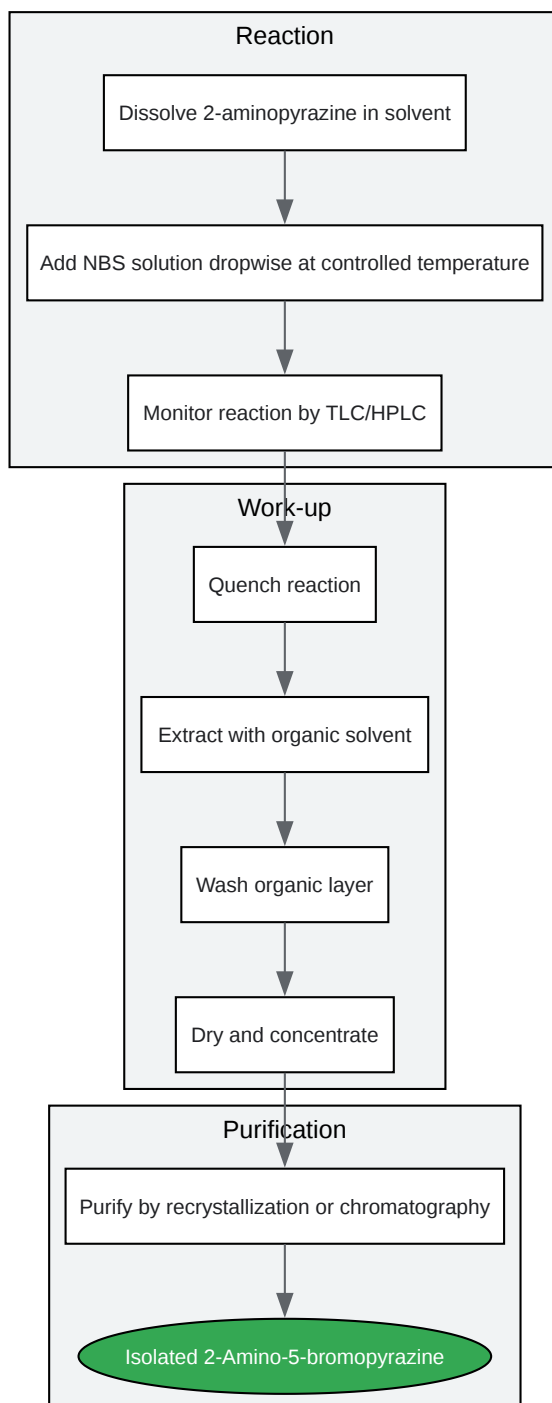 Reaction
Dissolve 2-aminopyrazine in solvent
Add NBS solution dropwise at controlled temperature
Monitor reaction by TLC/HPLC
Work-up
Quench reaction
Extract with organic solvent
Wash organic layer
Dry and concentrate
Purification
Purify by recrystallization or chromatography
Isolated 2-Amino-5-bromopyrazine